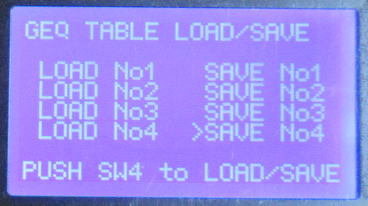 GEQ TABLE LOAD/SAVE
LOAD No1 SAVE No1
LOAD No2 SAVE No2
LOAD No3 SAVE No3
LOAD No4 >SAVE No4
PUSH SW4 to LOAD/SAVE